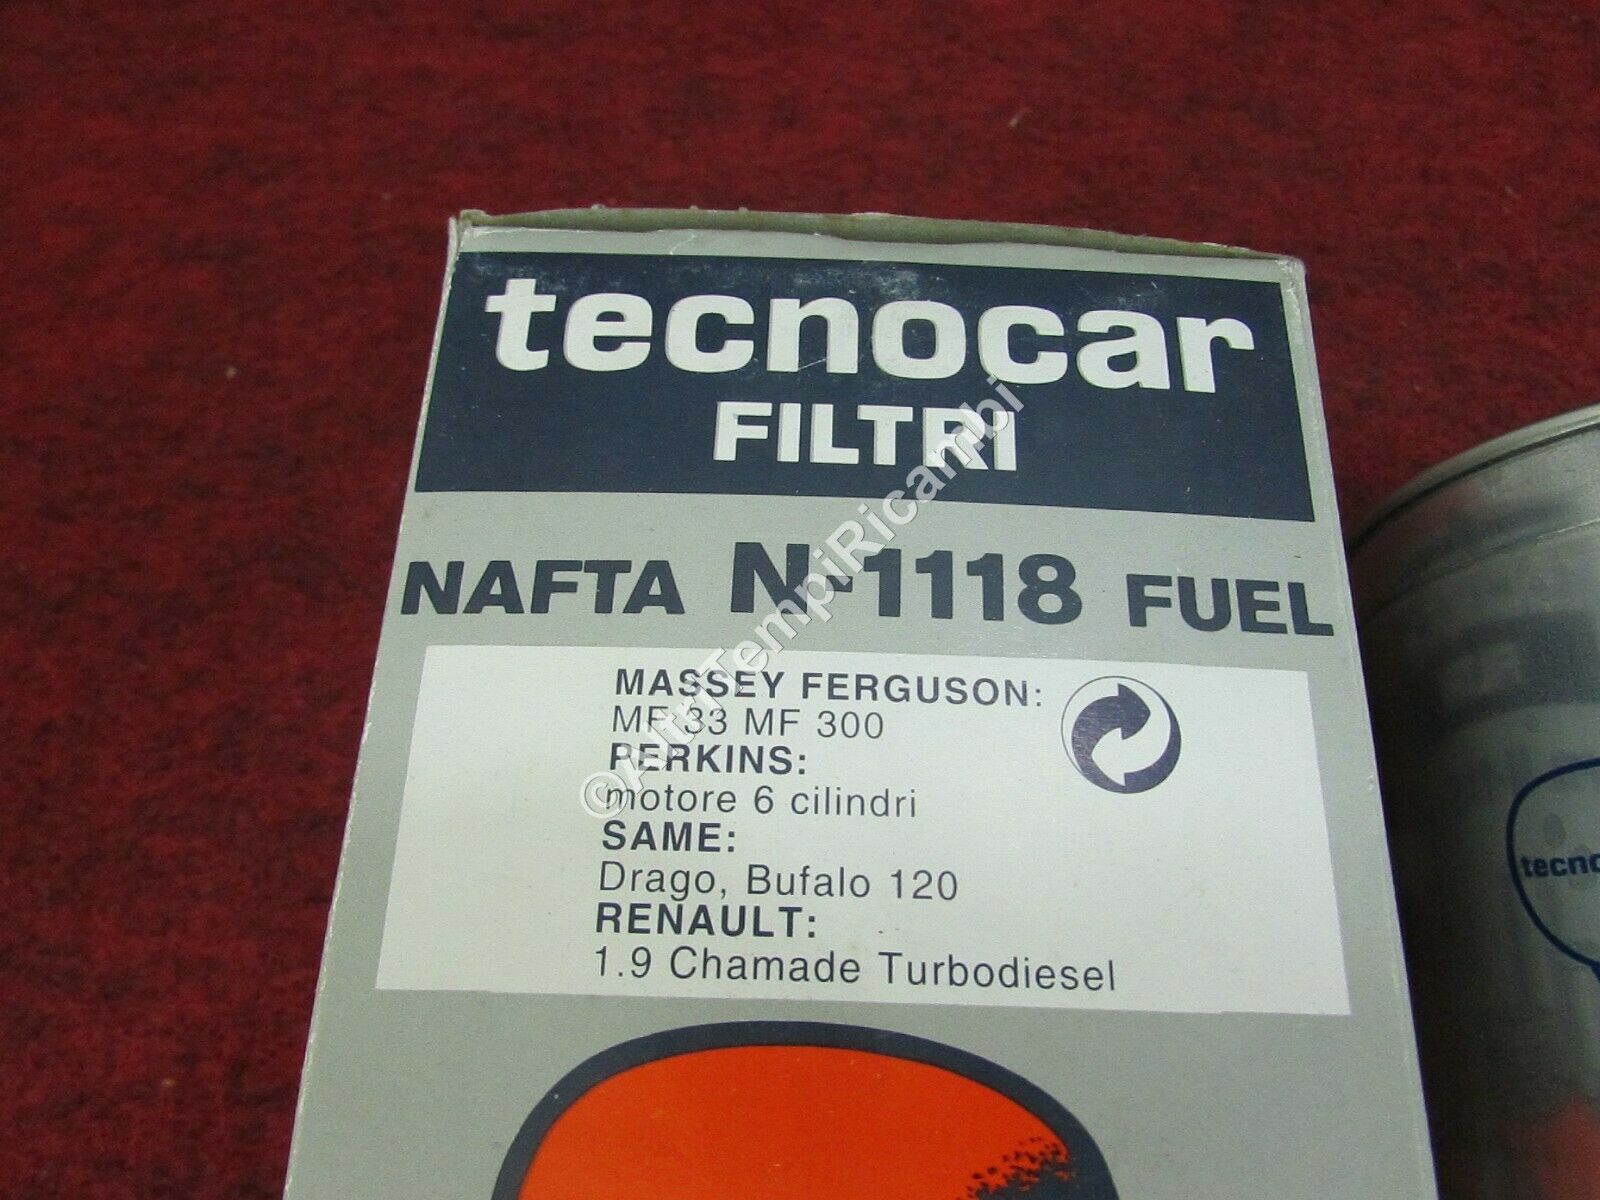 tecnocar
FILTRI
NAFTA N-1118 FUEL
MASSEY FERGUSON:
MF 33 MF 300
PERKINS:
motore 6 cilindri
SAME:
Drago, Bufalo 120
RENAULT:
1.9 Chamade Turbodiesel
©AltriTempiRicambi
tecno